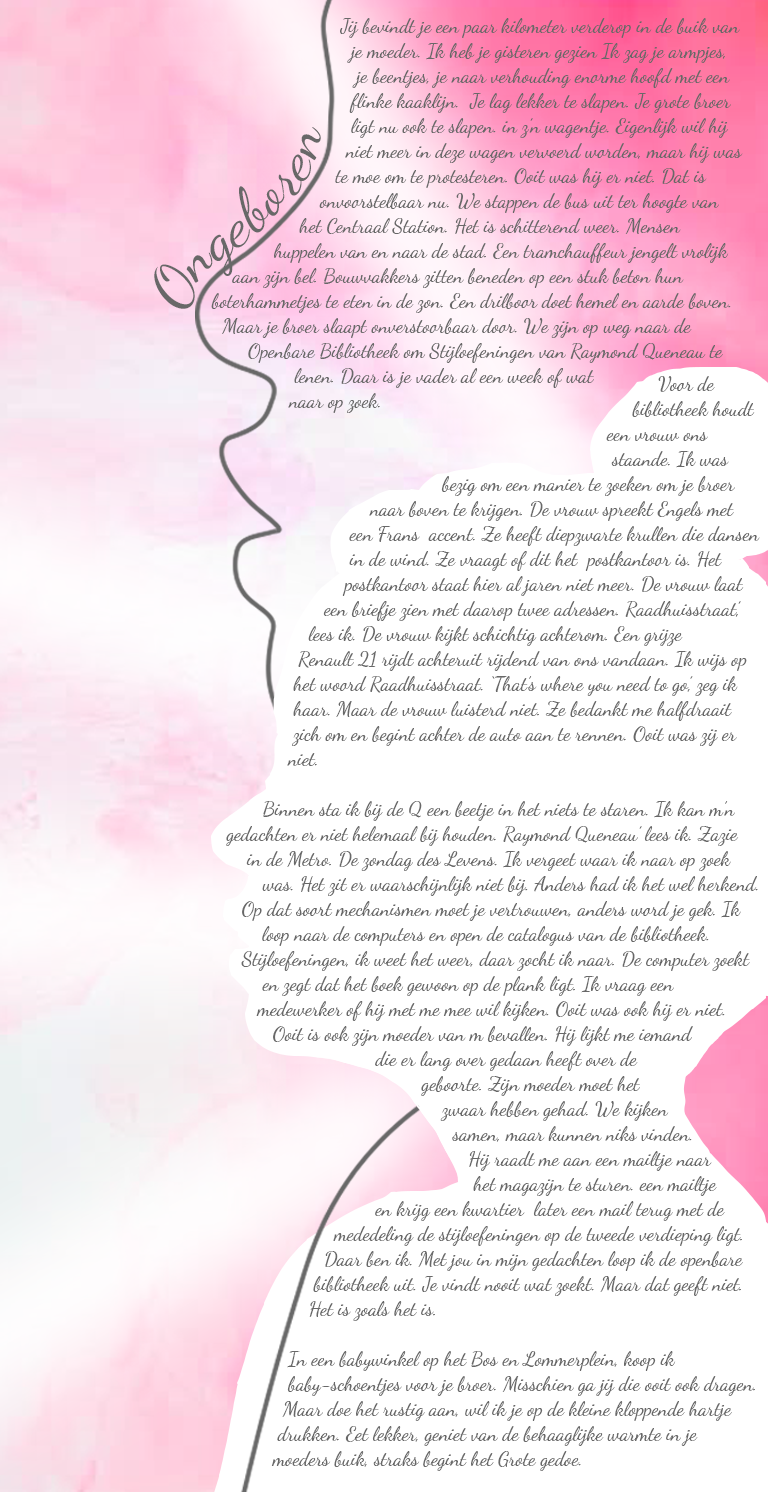 Ongeboren
Jij bevindt je een paar kilometer verderop in de buik van
je moeder. Ik heb je gisteren gezien Ik zag je armpjes,
je beentjes, je naar verhouding enorme hoofd met een
flinke kaaklijn. Je lag lekker te slapen. Je grote broer
ligt nu ook te slapen. in z'n wagentje. Eigenlijk wil hij
niet meer in deze wagen vervoerd worden, maar hij was
te moe om te protesteren. Ooit was hij er niet. Dat is
onvoorstelbaar nu. We stappen de bus uit ter hoogte van
het Centraal Station. Het is schitterend weer. Mensen
huppelen van en naar de stad. Een tramchauffeur jengelt vrolijk
aan zijn bel. Bouwvakkers zitten beneden op een stuk beton hun
boterhammetjes te eten in de zon. Een drilboor doet hemel en aarde boven.
Maar je broer slaapt onverstoorbaar door. We zijn op weg naar de
Openbare Bibliotheek om Stijloefeningen van Raymond Queneau te
lenen. Daar is je vader al een week of wat
naar op zoek.
Voor de
bibliotheek houdt
een vrouw ons
staande. Ik was
bezig om een manier te zoeken om je broer
naar boven te krijgen. De vrouw spreekt Engels met
een Frans accent. Ze heeft diepzwarte krullen die dansen
in de wind. Ze vraagt of dit het postkantoor is. Het
postkantoor staat hier al jaren niet meer. De vrouw laat
een briefje zien met daarop twee adressen. Raadhuisstraat,'
lees ik. De vrouw kijkt schichtig achterom. Een grijze
Renault 21 rijdt achteruit rijdend van ons vandaan. Ik wijs op
het woord Raadhuisstraat. 'That's where you need to go,' zeg ik
haar. Maar de vrouw luisterd niet. Ze bedankt me halfdraait
zich om en begint achter de auto aan te rennen. Ooit was zij er
niet.
Binnen sta ik bij de Q een beetje in het niets te staren. Ik kan m'n
gedachten er niet helemaal bij houden. Raymond Queneau' lees ik. Zazie
in de Metro. De zondag des Levens. Ik vergeet waar ik naar op zoek
was. Het zit er waarschijnlijk niet bij. Anders had ik het wel herkend.
Op dat soort mechanismen moet je vertrouwen, anders word je gek. Ik
loop naar de computers en open de catalogus van de bibliotheek.
Stijloefeningen, ik weet het weer, daar zocht ik naar. De computer zoekt
en zegt dat het boek gewoon op de plank ligt. Ik vraag een
medewerker of hij met me mee wil kijken. Ooit was ook hij er niet.
Ooit is ook zijn moeder van m bevallen. Hij lijkt me iemand
die er lang over gedaan heeft over de
geboorte. Zijn moeder moet het
zwaar hebben gehad. We kijken
samen, maar kunnen niks vinden.
Hij raadt me aan een mailtje naar
het magazijn te sturen. een mailtje
en krijg een kwartier later een mail terug met de
mededeling de stijloefeningen op de tweede verdieping ligt.
Daar ben ik. Met jou in mijn gedachten loop ik de openbare
bibliotheek uit. Je vindt nooit wat zoekt. Maar dat geeft niet.
Het is zoals het is.
In een babywinkel op het Bos en Lommerplein, koop ik
baby-schoentjes voor je broer. Misschien ga jij die ooit ook dragen.
Maar doe het rustig aan, wil ik je op de kleine kloppende hartje
drukken. Eet lekker, geniet van de behaaglijke warmte in je
moeders buik, straks begint het Grote gedoe.